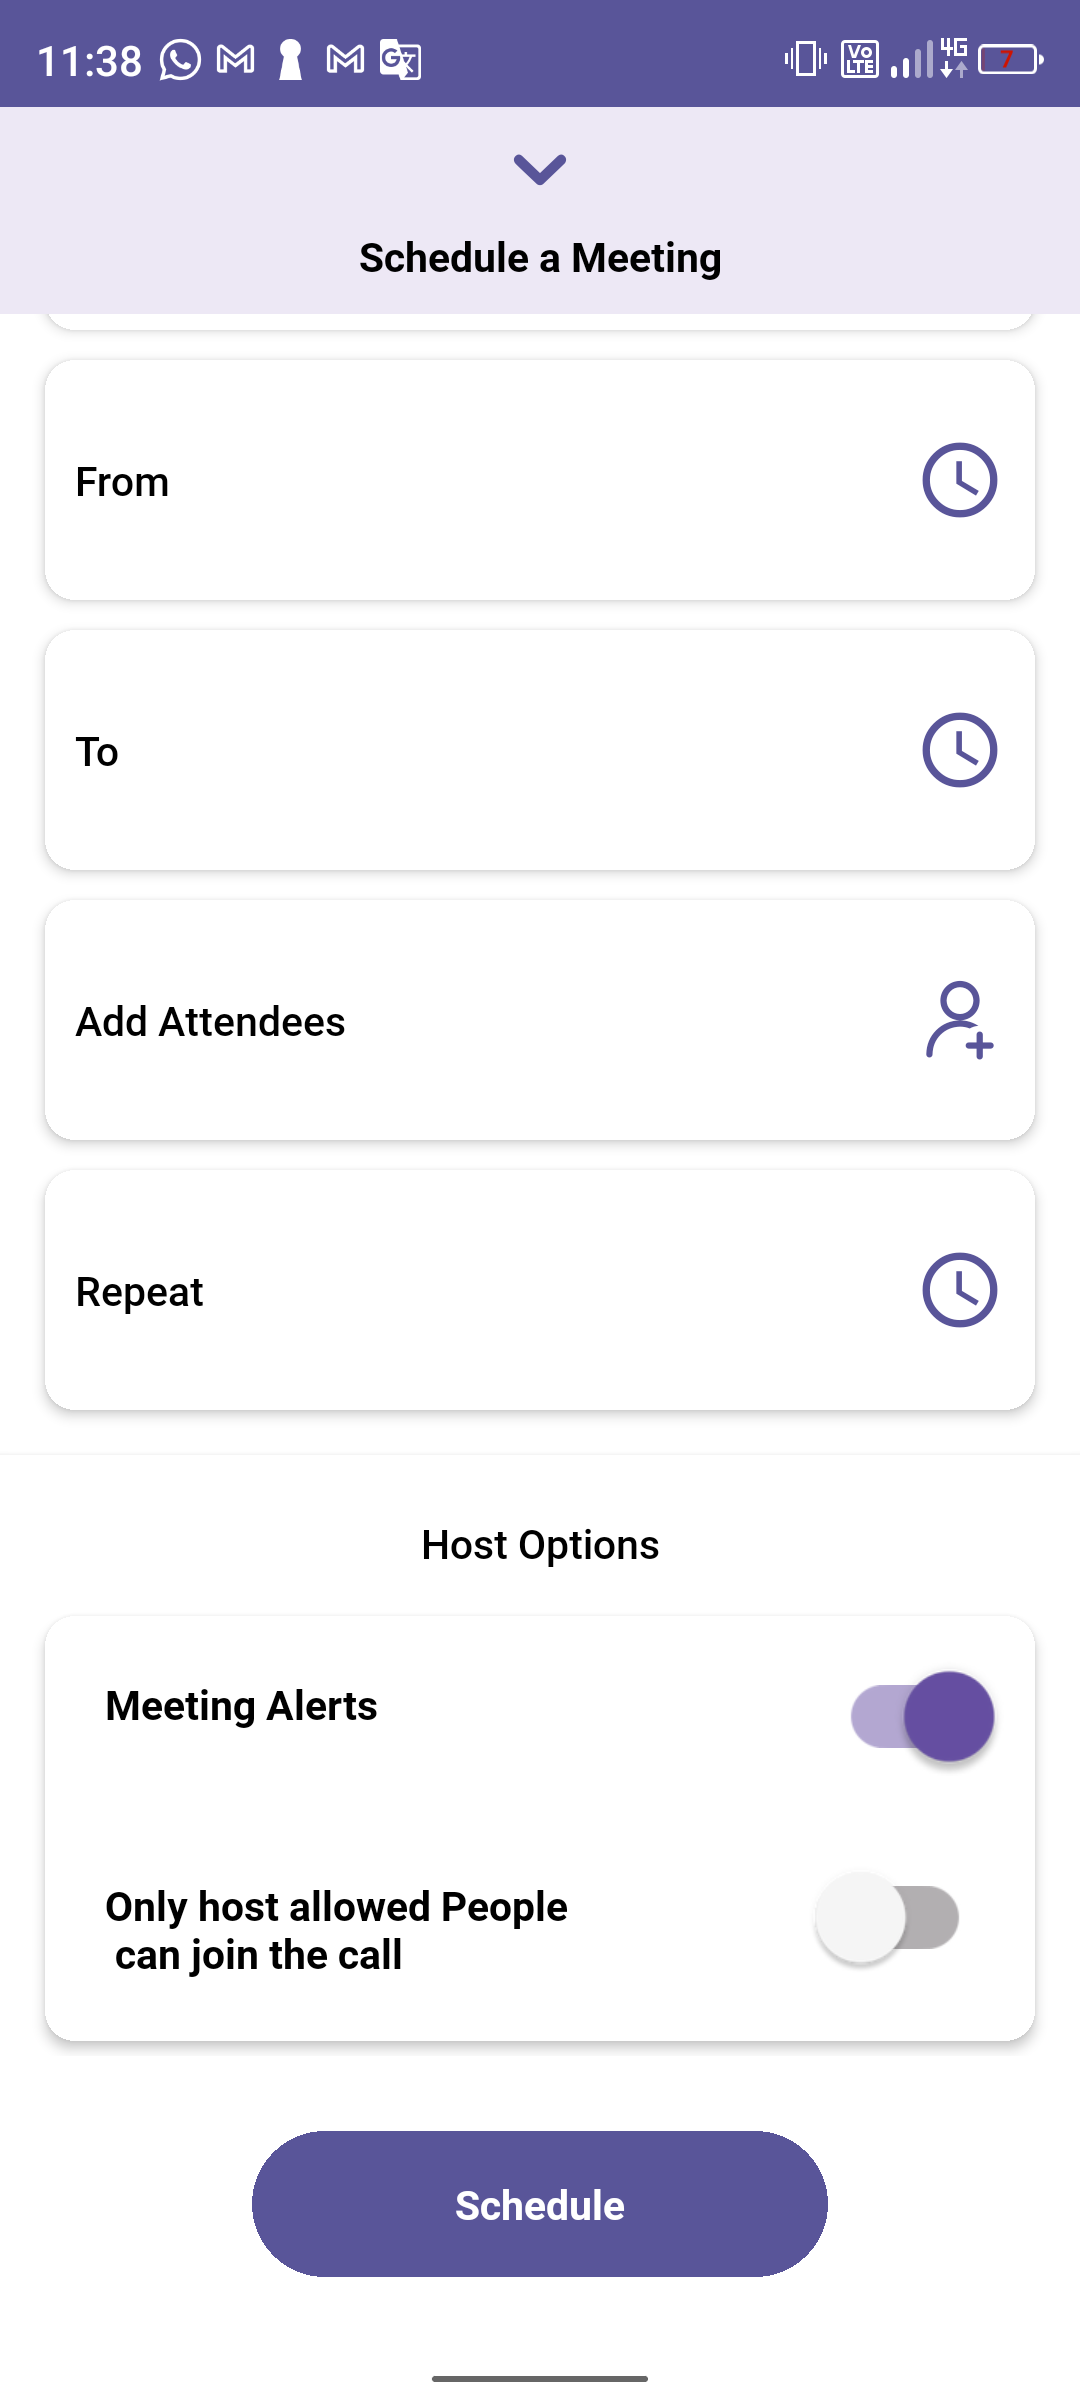 11:38
VO
LTE
4G
7
Schedule a Meeting
From
To
Add Attendees
Repeat
Host Options
Meeting Alerts
Only host allowed People
can join the call
Schedule